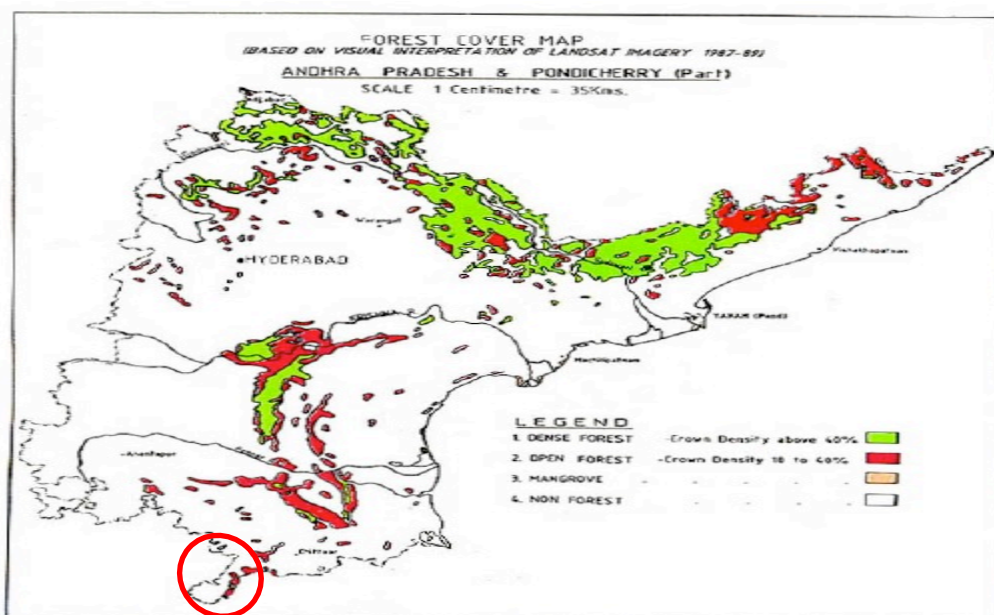 FOREST COVER MAP
(BASED ON VISUAL INTERPRETATION OF LANDSAT IMAGERY 1987-89)
ANDHRA PRADESH & PONDICHERRY (Part)
SCALE 1 Centimetre = 35Kms.
Warangal
HYDERABAD
Vishakhapatnam
YANAM (Pond)
Machilipatnam
LEGEND
1. DENSE FOREST -Crown Density above 40%
2. OPEN FOREST -Crown Density 10 to 40%
3. MANGROVE - - - -
4. NON FOREST - - - -
Anantapur
Chittoor